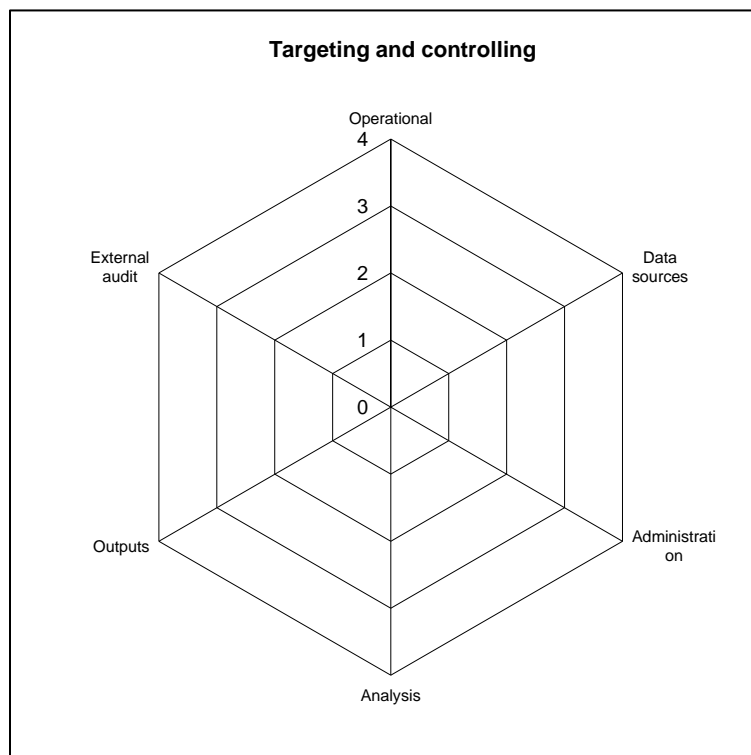 Targeting and controlling
Operational
4
3
2
1
0
Data
sources
Administrati
on
Analysis
Outputs
External
audit